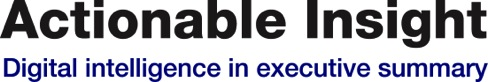 Actionable Insight
Digital intelligence in executive summary